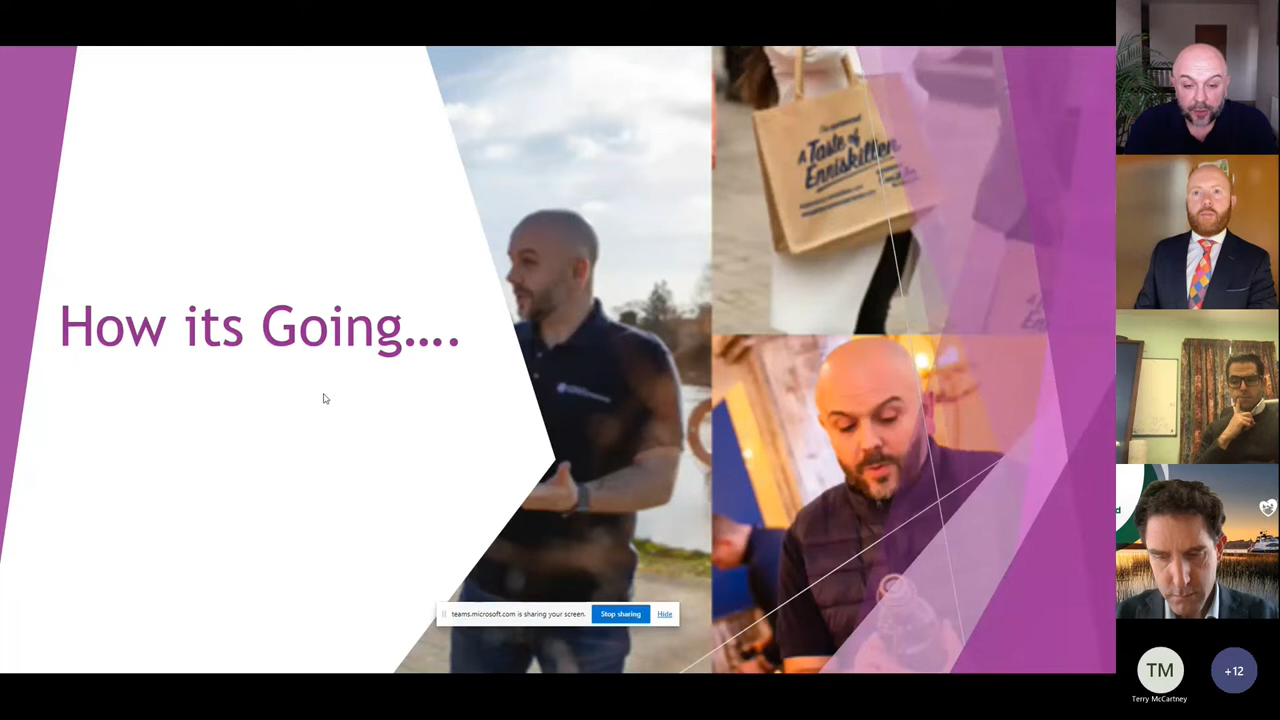 How its Going....
A Taste of
Enniskillen
teams.microsoft.com is sharing your screen.
Stop sharing
Hide
TM
+12
Terry McCartney